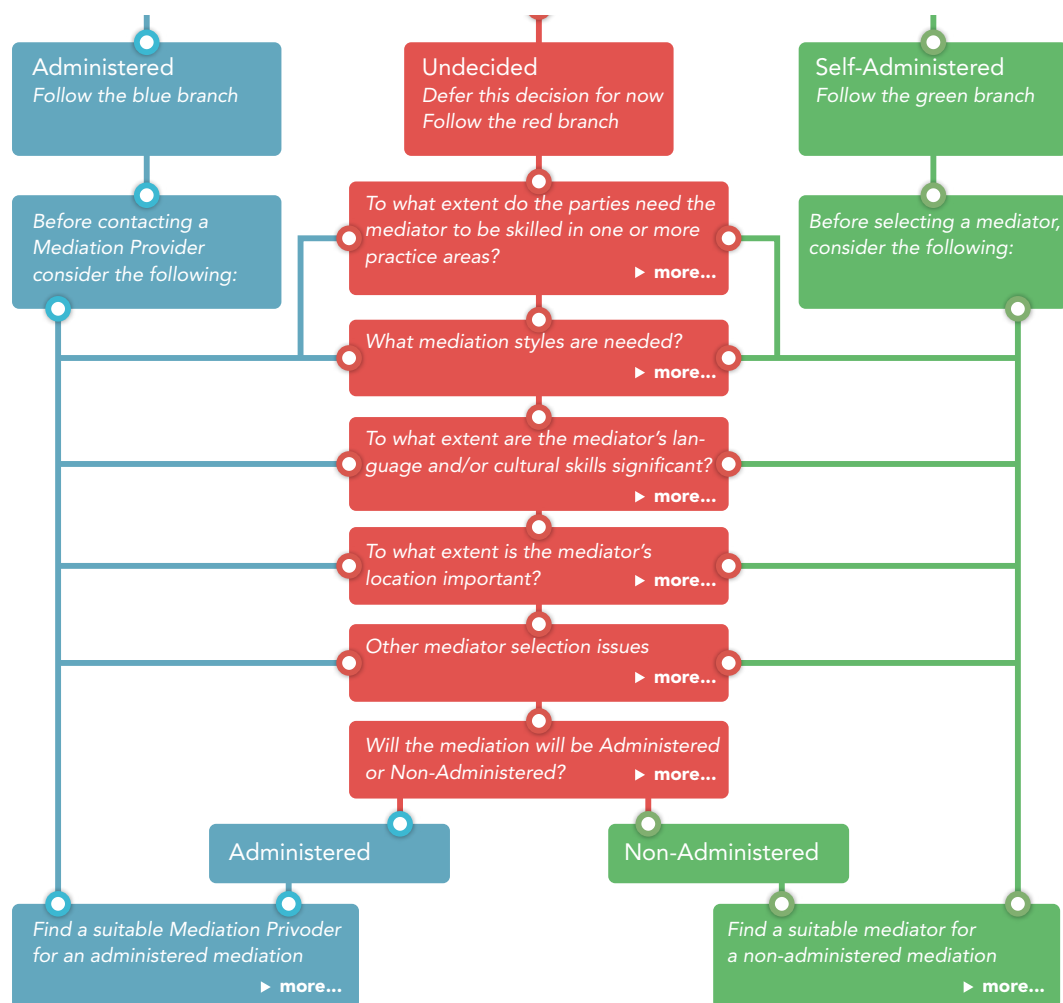 Administered
Follow the blue branch
Undecided
Defer this decision for now
Follow the red branch
Self-Administered
Follow the green branch
Before contacting a
Mediation Provider
consider the following:
To what extent do the parties need the
mediator to be skilled in one or more
practice areas?
▶ more...
Before selecting a mediator,
consider the following:
What mediation styles are needed?
▶ more...
To what extent are the mediator's lan-
guage and/or cultural skills significant?
▶ more...
To what extent is the mediator's
location important?
▶ more...
Other mediator selection issues
▶ more...
Will the mediation will be Administered
or Non-Administered?
▶ more...
Administered
Non-Administered
Find a suitable Mediation Privoder
for an administered mediation
▶ more...
Find a suitable mediator for
a non-administered mediation
▶ more...